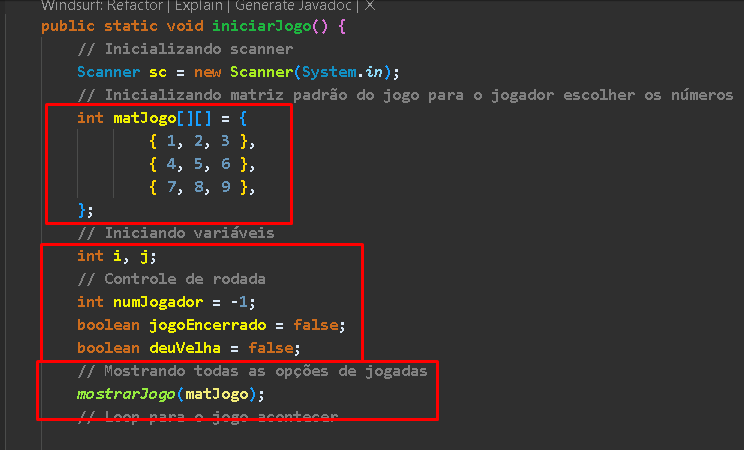 Windsurf: Refactor | Explain | Generate Javadoc | X
public static void iniciarJogo() {
// Inicializando scanner
Scanner sc = new Scanner(System.in);
// Inicializando matriz padrão do jogo para o jogador escolher os números
int matJogo[][] = {
{ 1, 2, 3 },
{ 4, 5, 6 },
{ 7, 8, 9 },
};
// Iniciando variáveis
int i, j;
// Controle de rodada
int numJogador = -1;
boolean jogoEncerrado = false;
boolean deuVelha = false;
// Mostrando todas as opções de jogadas
mostrarJogo(matJogo);
// Loop para o jogo acontecer